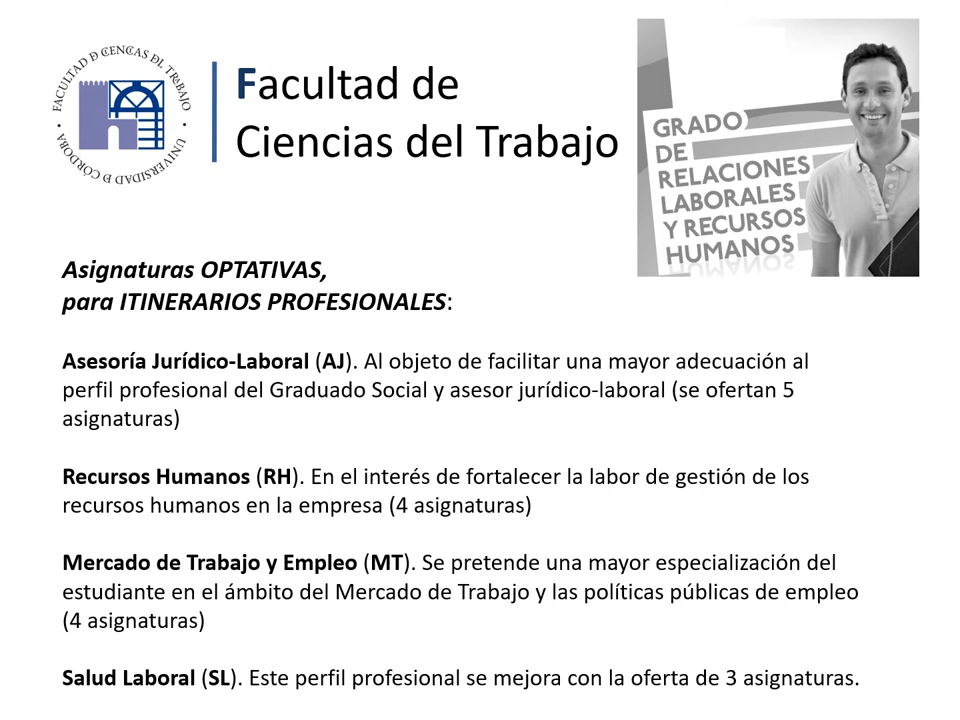 FACULTAD D CIENCIAS DEL TRABAJO • UNIVERSIDAD D CÓRDOBA •
Facultad de
Ciencias del Trabajo
GRADO
DE
RELACIONES
LABORALES
Y RECURSOS
HUMANOS
Asignaturas OPTATIVAS,
para ITINERARIOS PROFESIONALES:
Asesoría Jurídico-Laboral (AJ). Al objeto de facilitar una mayor adecuación al
perfil profesional del Graduado Social y asesor jurídico-laboral (se ofertan 5
asignaturas)
Recursos Humanos (RH). En el interés de fortalecer la labor de gestión de los
recursos humanos en la empresa (4 asignaturas)
Mercado de Trabajo y Empleo (MT). Se pretende una mayor especialización del
estudiante en el ámbito del Mercado de Trabajo y las políticas públicas de empleo
(4 asignaturas)
Salud Laboral (SL). Este perfil profesional se mejora con la oferta de 3 asignaturas.